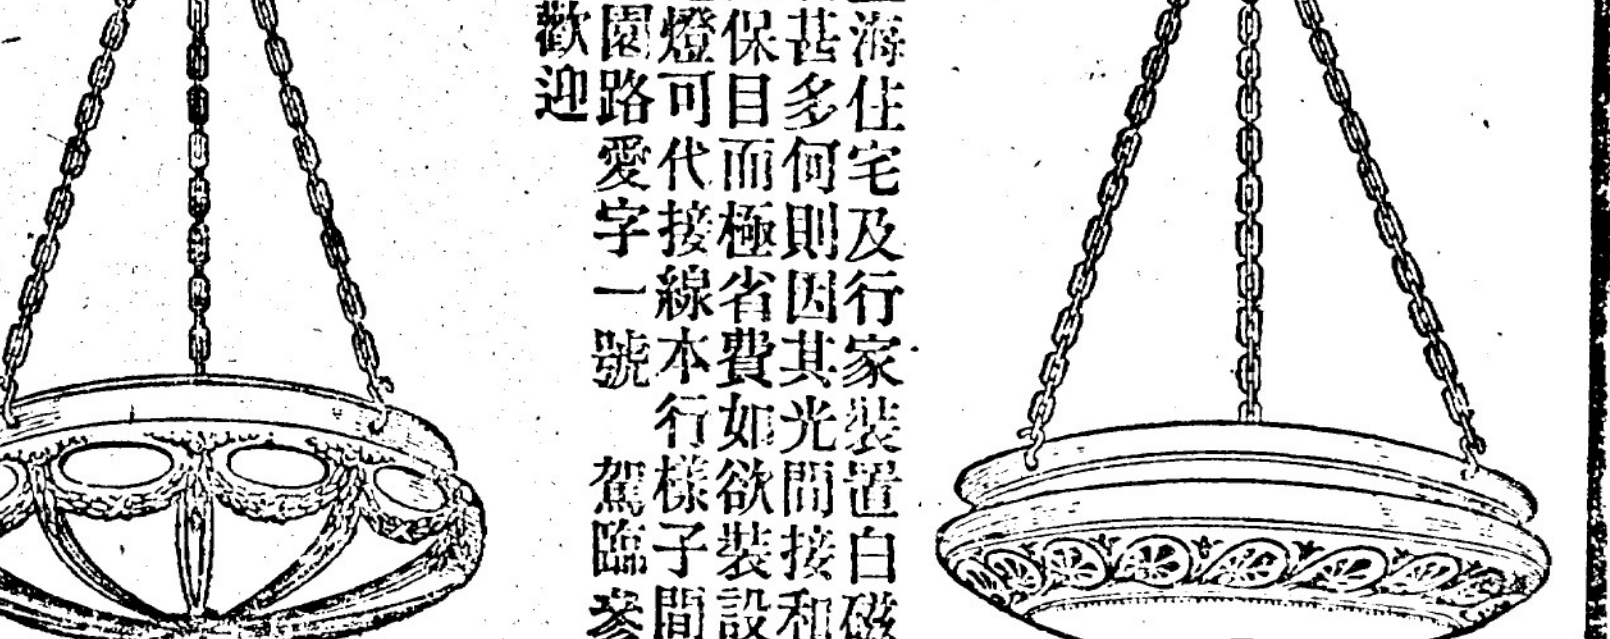 海住宅及行家裝置白磁
甚多何則因其光間接和
保目而極省費如欲裝設
燈可代接線本行樣子間
園路愛字一號　駕臨參
歡迎